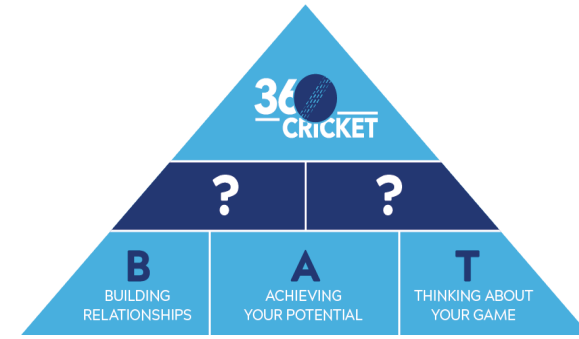 360
CRICKET
? ?
B A T
BUILDING ACHIEVING THINKING ABOUT
RELATIONSHIPS YOUR POTENTIAL YOUR GAME